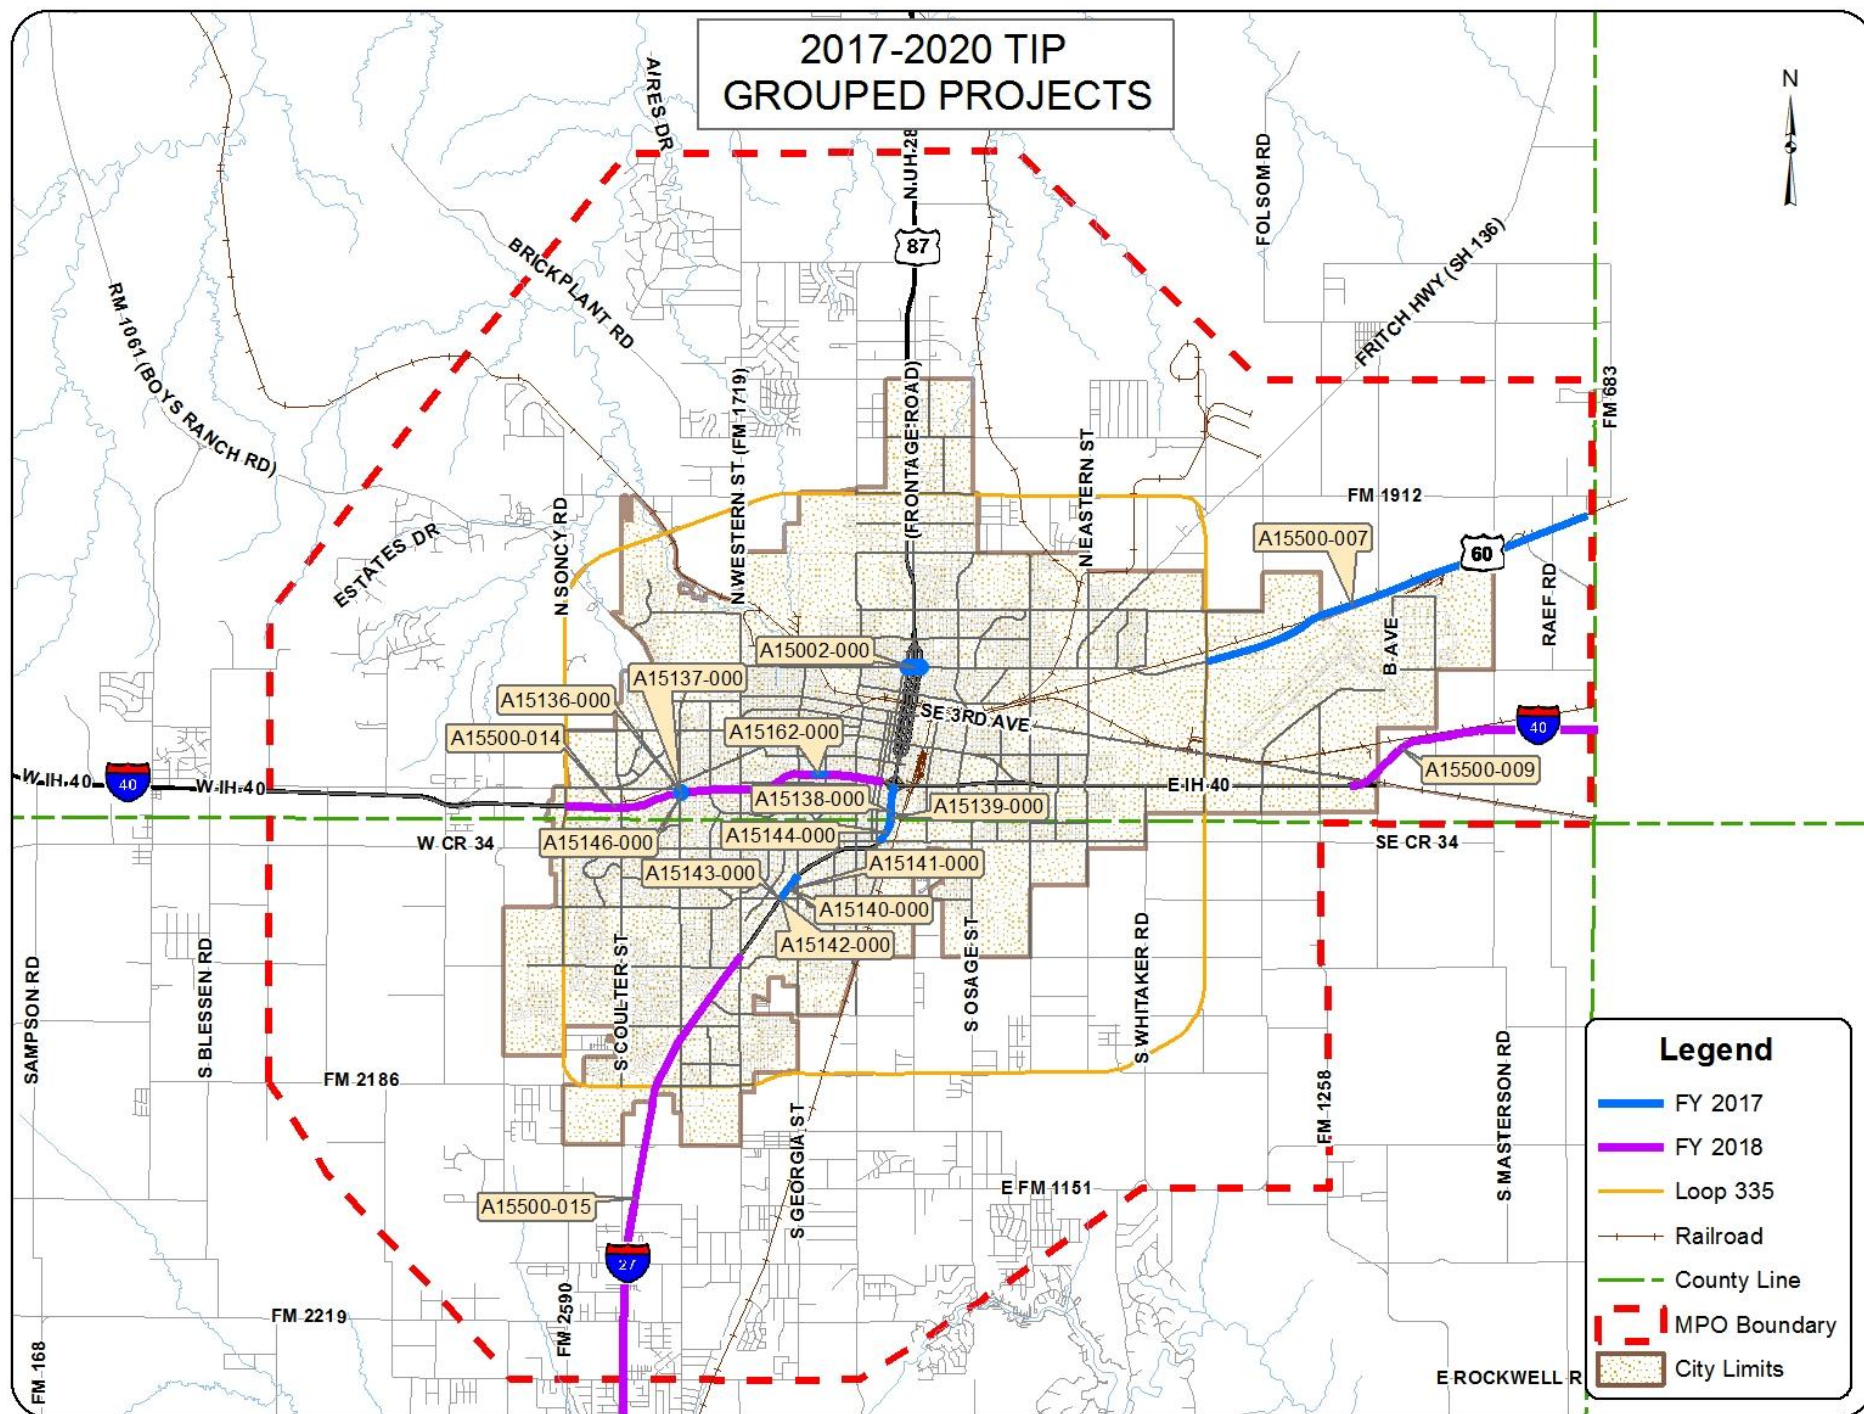 2017-2020 TIP
GROUPED PROJECTS
N
AIRES DR
N UH-28
FOLSOM RD
87
BRICKPLANT RD
FRITCH HWY (SH 136)
RM 1061 (BOYS RANCH RD)
N WESTERN ST (FM 1719)
(FRONTAGE ROAD)
FM 683
N EASTERN ST
FM 1912
N SONCY RD
ESTATES DR
A15500-007
60
RAEF RD
B AVE
A15002-000
A15137-000
A15136-000
SE 3RD AVE
A15162-000
A15500-014
40
A15500-009
W IH-40
40
W IH-40
E IH 40
A15138-000
A15139-000
A15144-000
W CR 34
A15146-000
SE CR 34
A15141-000
A15143-000
A15140-000
A15142-000
SAMPSON RD
S BLESSEN RD
S COULTER ST
S OSAGE ST
S WHITAKER RD
FM 2186
FM 1258
S MASTERSON RD
S GEORGIA ST
E FM 1151
A15500-015
27
FM 2590
FM 2219
FM 168
E ROCKWELL R
Legend
FY 2017
FY 2018
Loop 335
Railroad
County Line
MPO Boundary
City Limits